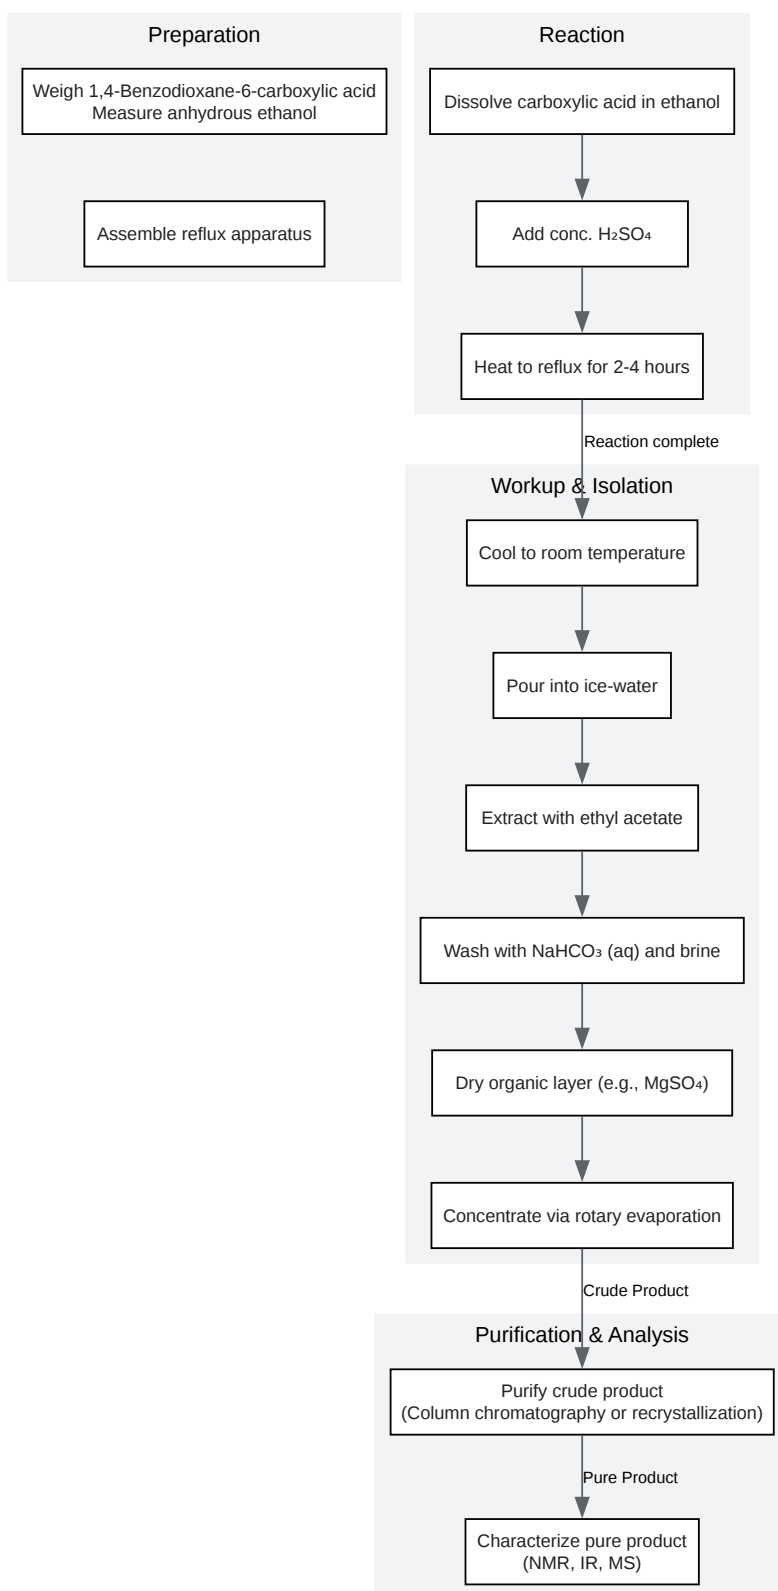 Preparation
Weigh 1,4-Benzodioxane-6-carboxylic acid
Measure anhydrous ethanol
Assemble reflux apparatus
Reaction
Dissolve carboxylic acid in ethanol
Add conc. H₂SO₄
Heat to reflux for 2-4 hours
Reaction complete
Workup & Isolation
Cool to room temperature
Pour into ice-water
Extract with ethyl acetate
Wash with NaHCO₃ (aq) and brine
Dry organic layer (e.g., MgSO₄)
Concentrate via rotary evaporation
Crude Product
Purification & Analysis
Purify crude product
(Column chromatography or recrystallization)
Pure Product
Characterize pure product
(NMR, IR, MS)